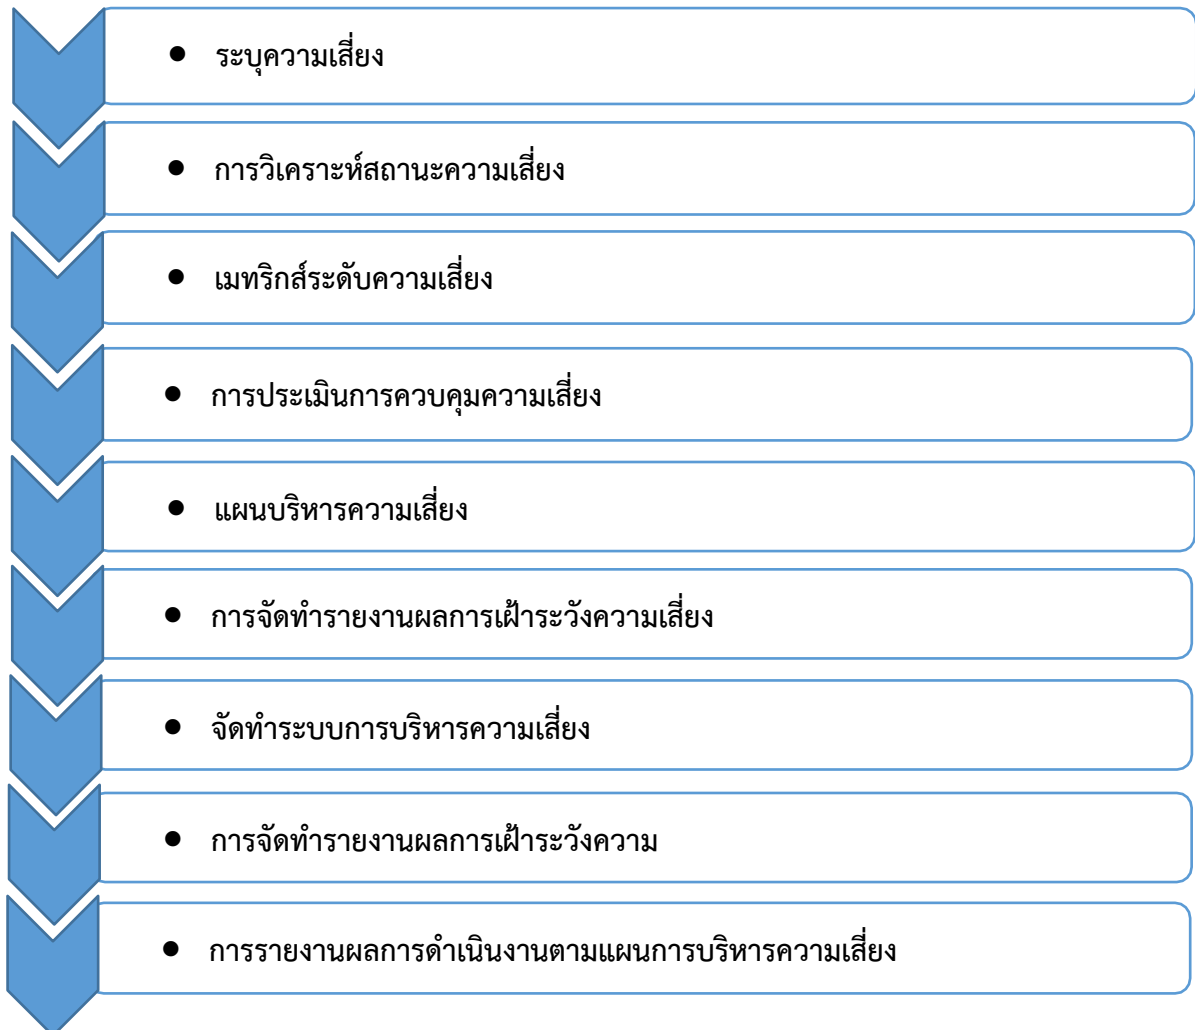 ● ระบุความเสี่ยง
● การวิเคราะห์สถานะความเสี่ยง
● เมทริกส์ระดับความเสี่ยง
● การประเมินการควบคุมความเสี่ยง
● แผนบริหารความเสี่ยง
● การจัดทำรายงานผลการเฝ้าระวังความเสี่ยง
● จัดทำระบบการบริหารความเสี่ยง
● การจัดทำรายงานผลการเฝ้าระวังความ
● การรายงานผลการดำเนินงานตามแผนการบริหารความเสี่ยง